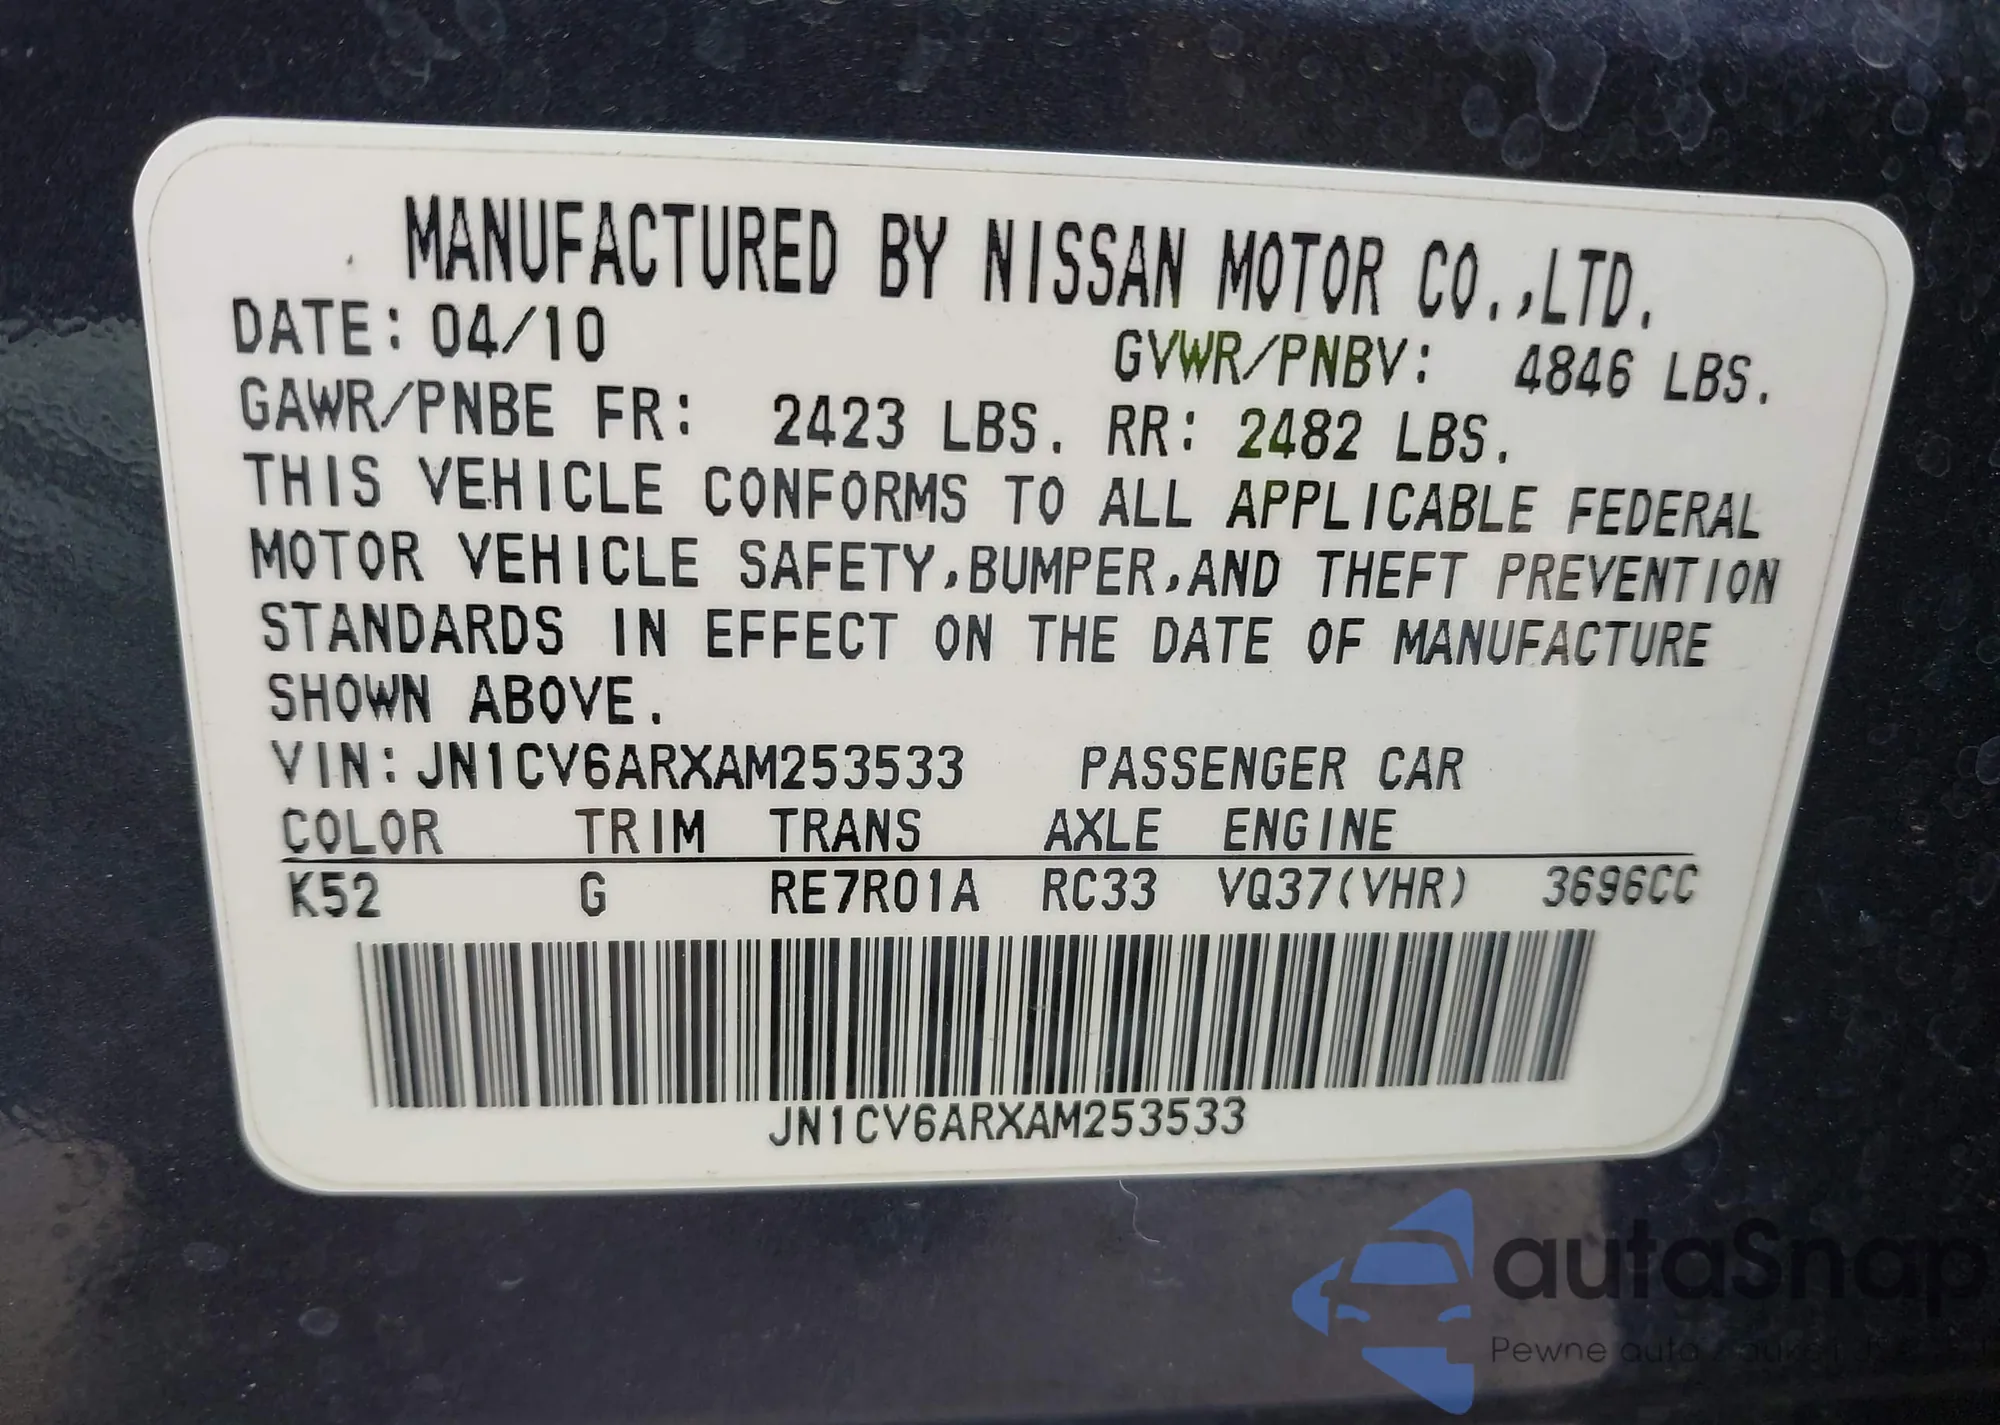 MANUFACTURED BY NISSAN MOTOR CO.,LTD.
DATE: 04/10 GVWR/PNBV: 4846 LBS.
GAWR/PNBE FR: 2423 LBS. RR: 2482 LBS.
THIS VEHICLE CONFORMS TO ALL APPLICABLE FEDERAL
MOTOR VEHICLE SAFETY,BUMPER,AND THEFT PREVENTION
STANDARDS IN EFFECT ON THE DATE OF MANUFACTURE
SHOWN ABOVE.
VIN:JN1CV6ARXAM253533 PASSENGER CAR
COLOR TRIM TRANS AXLE ENGINE
K52 G RE7R01A RC33 VQ37(VHR) 3696CC
JN1CV6ARXAM253533
autaSnap
Pewne auto